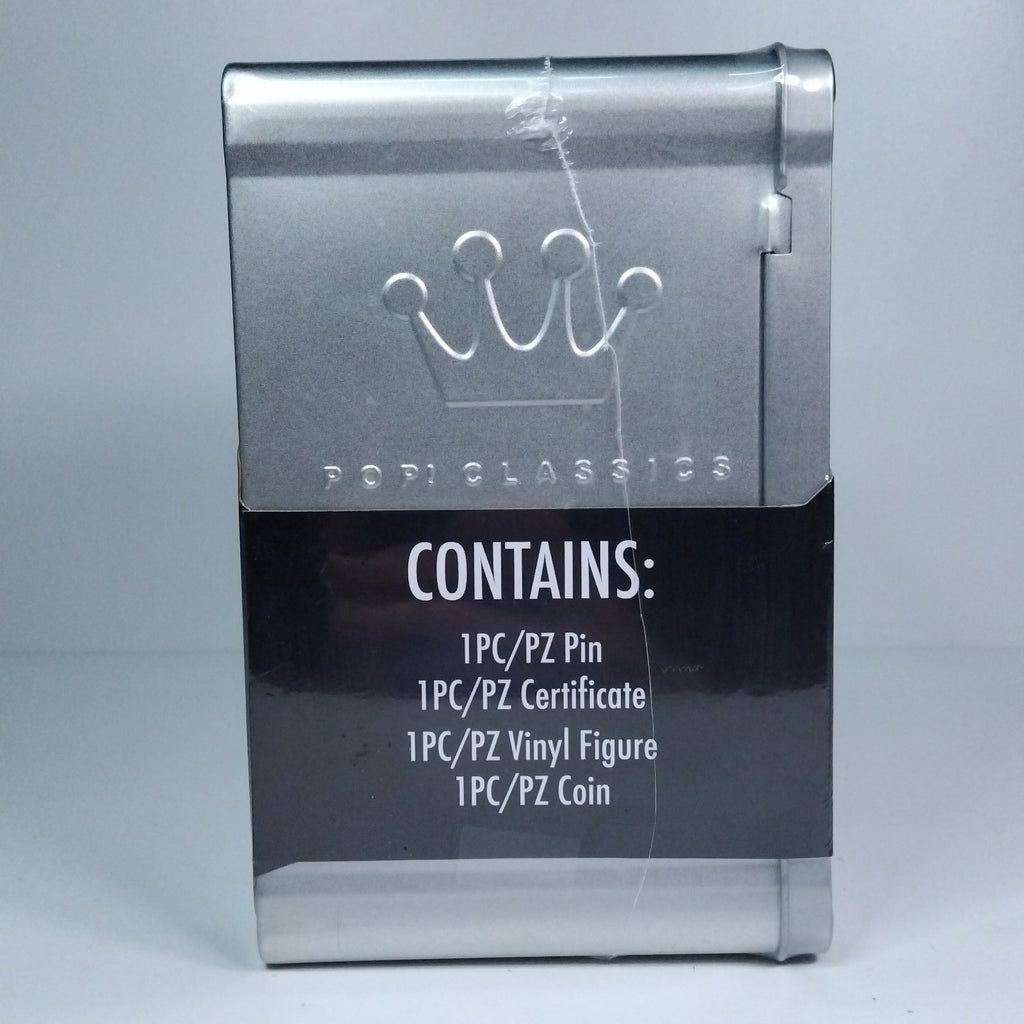 POP! CLASSICS
CONTAINS:
1PC/PZ Pin
1PC/PZ Certificate
1PC/PZ Vinyl Figure
1PC/PZ Coin